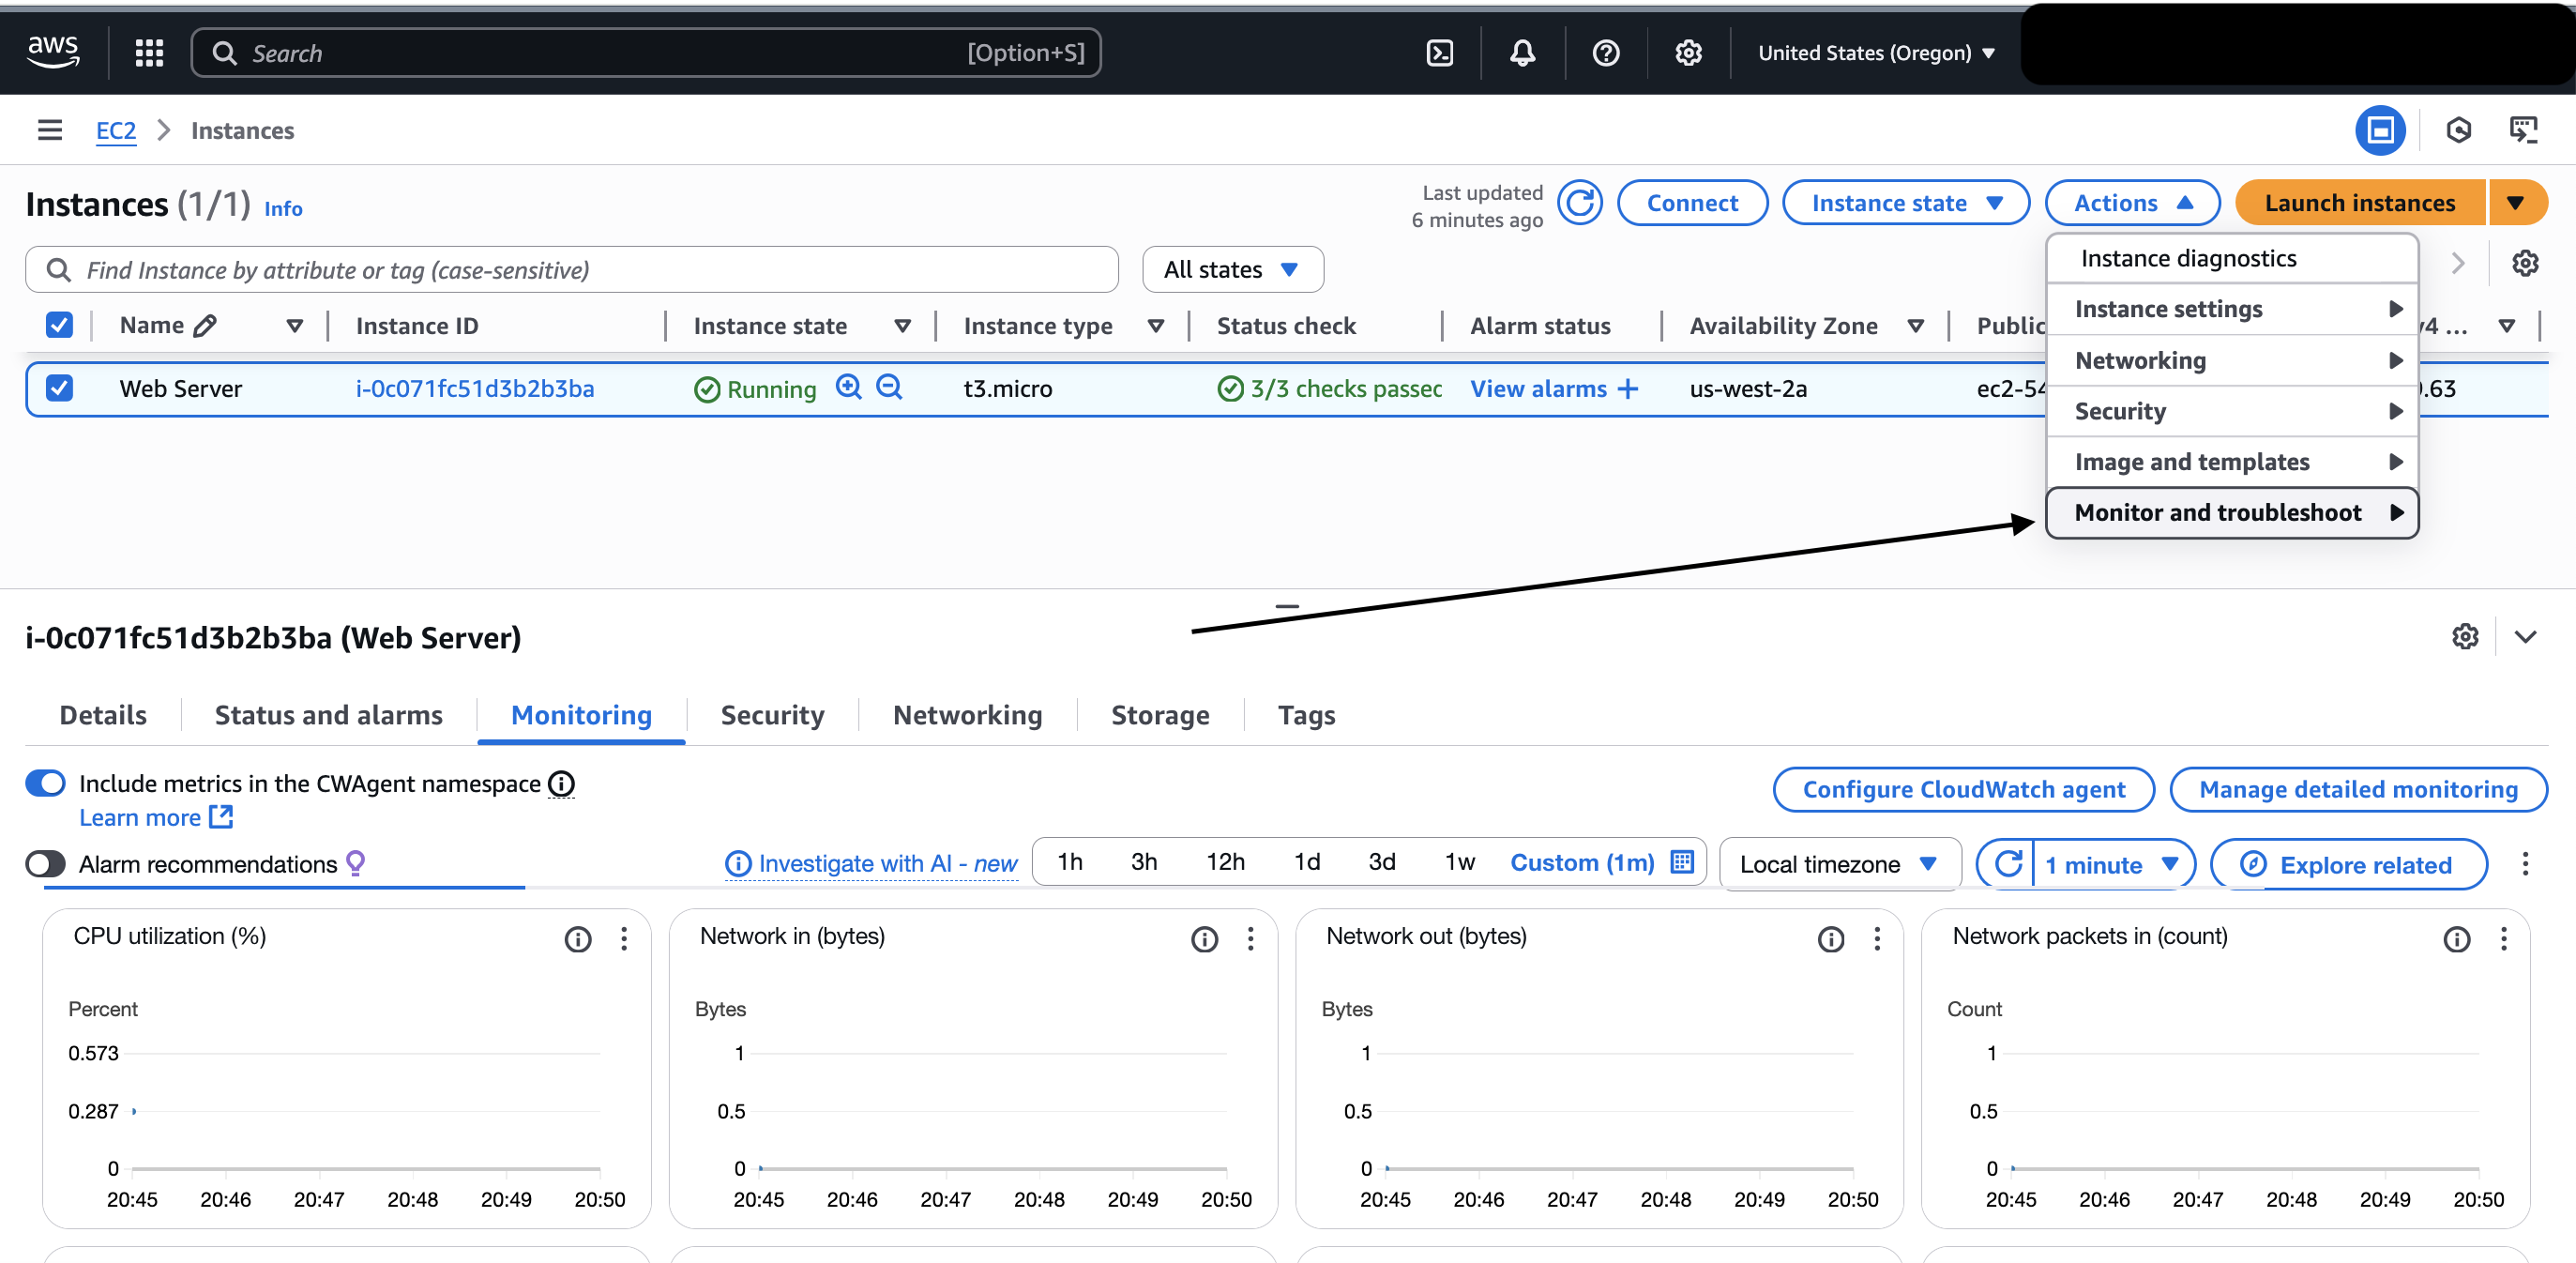 aws Search [Option+S] United States (Oregon)
EC2 Instances
Instances (1/1) Info
Last updated
6 minutes ago
Connect Instance state Actions Launch instances
Find Instance by attribute or tag (case-sensitive) All states
Instance diagnostics
Instance settings
Networking
Security
Image and templates
Monitor and troubleshoot
Name Instance ID Instance state Instance type Status check Alarm status Availability Zone Public v4 ...
Web Server i-0c071fc51d3b2b3ba Running t3.micro 3/3 checks passed View alarms us-west-2a ec2-54 .63
i-0c071fc51d3b2b3ba (Web Server)
Details Status and alarms Monitoring Security Networking Storage Tags
Include metrics in the CWAgent namespace
Learn more
Configure CloudWatch agent Manage detailed monitoring
Alarm recommendations
Investigate with AI - new 1h 3h 12h 1d 3d 1w Custom (1m) Local timezone 1 minute Explore related
CPU utilization (%)
Percent
0.573
0.287
0
20:45 20:46 20:47 20:48 20:49 20:50
Network in (bytes)
Bytes
1
0.5
0
20:45 20:46 20:47 20:48 20:49 20:50
Network out (bytes)
Bytes
1
0.5
0
20:45 20:46 20:47 20:48 20:49 20:50
Network packets in (count)
Count
1
0.5
0
20:45 20:46 20:47 20:48 20:49 20:50